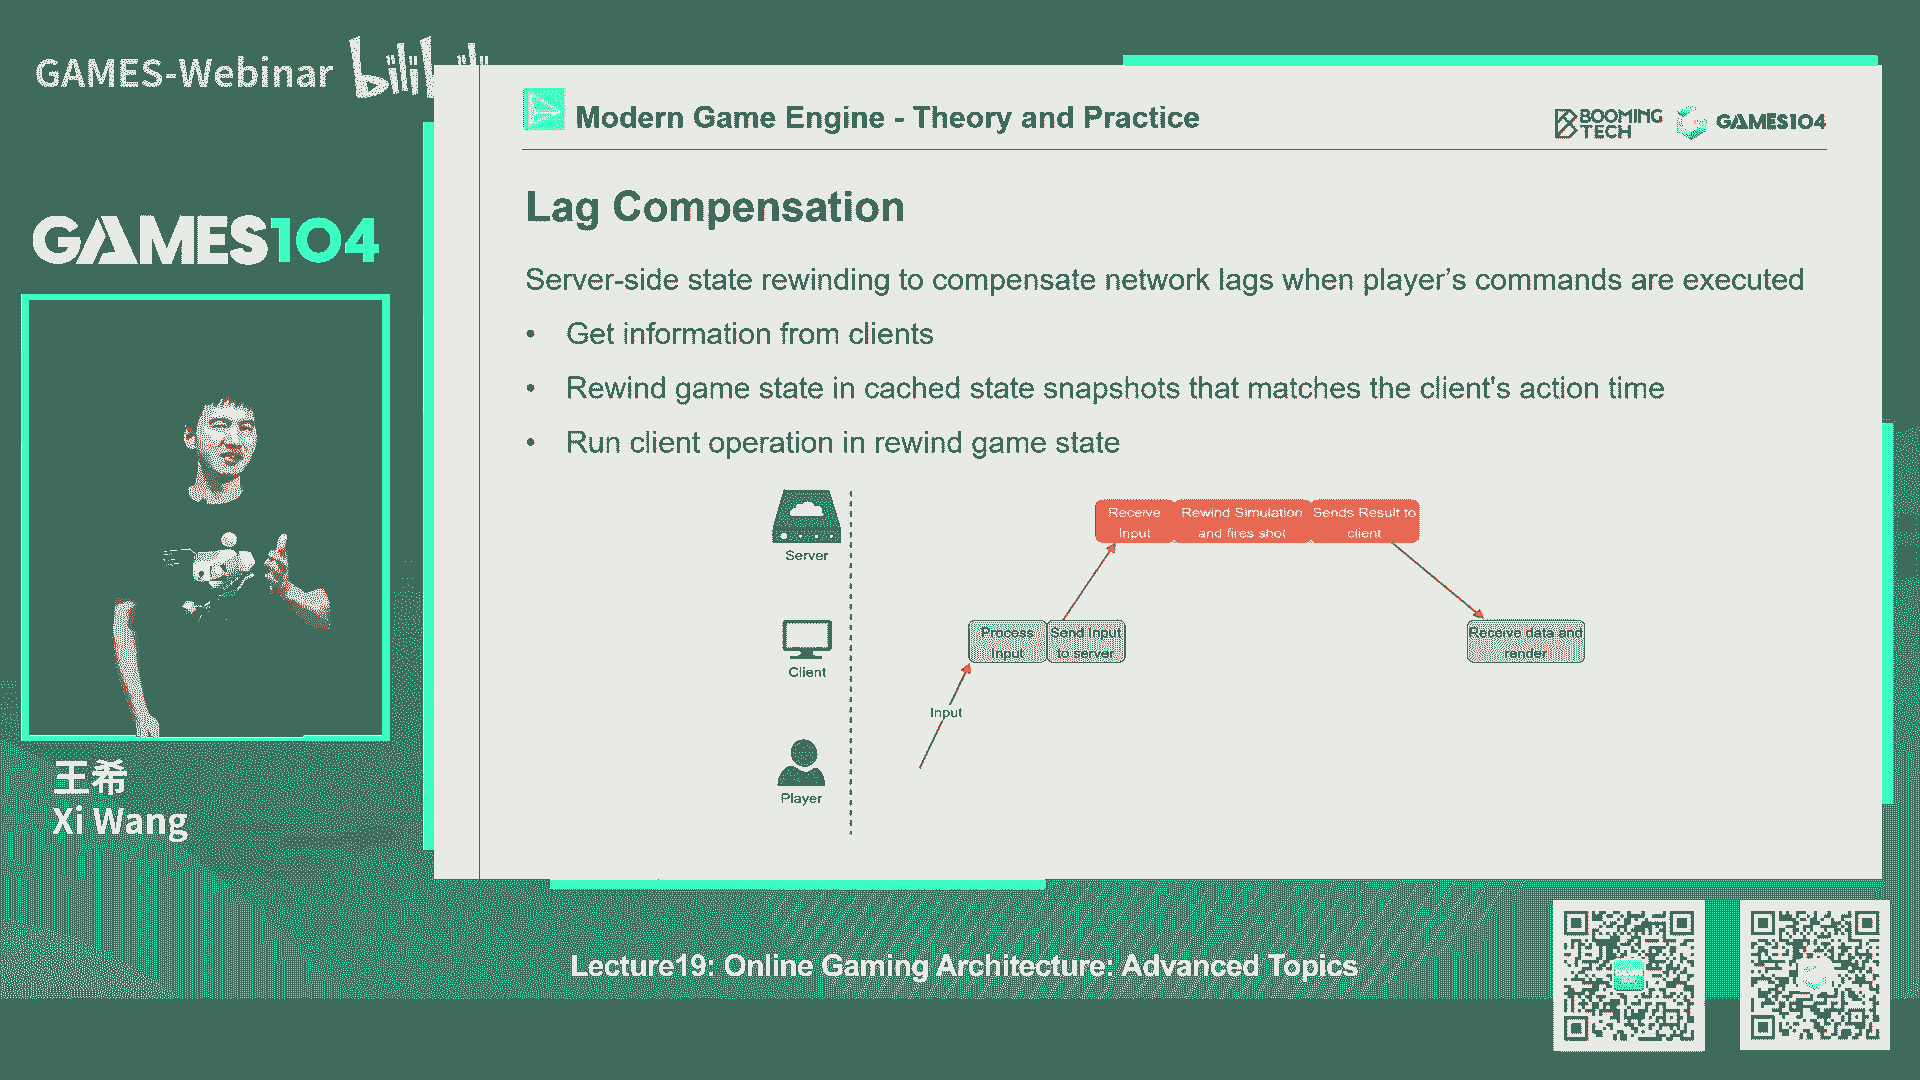 GAMES-Webinar
GAMES104
王希
Xi Wang
Modern Game Engine - Theory and Practice
BOOMING
TECH
GAMES104
Lag Compensation
Server-side state rewinding to compensate network lags when player’s commands are executed
• Get information from clients
• Rewind game state in cached state snapshots that matches the client's action time
• Run client operation in rewind game state
Server
Receive
Input
Rewind Simulation
and fires shot
Sends Result to
client
Client
Process
Input
Send Input
to server
Receive data and
render
Input
Player
Lecture19: Online Gaming Architecture: Advanced Topics